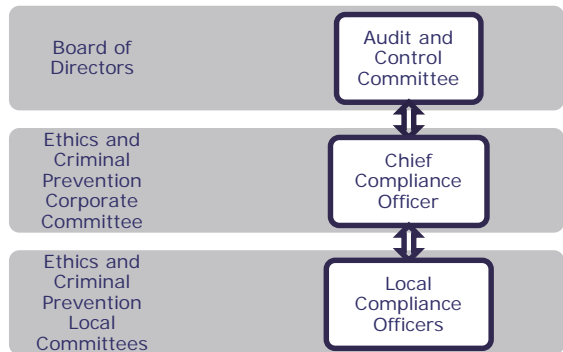 Board of
Directors
Audit and
Control
Committee
Ethics and
Criminal
Prevention
Corporate
Committee
Chief
Compliance
Officer
Ethics and
Criminal
Prevention
Local
Committees
Local
Compliance
Officers